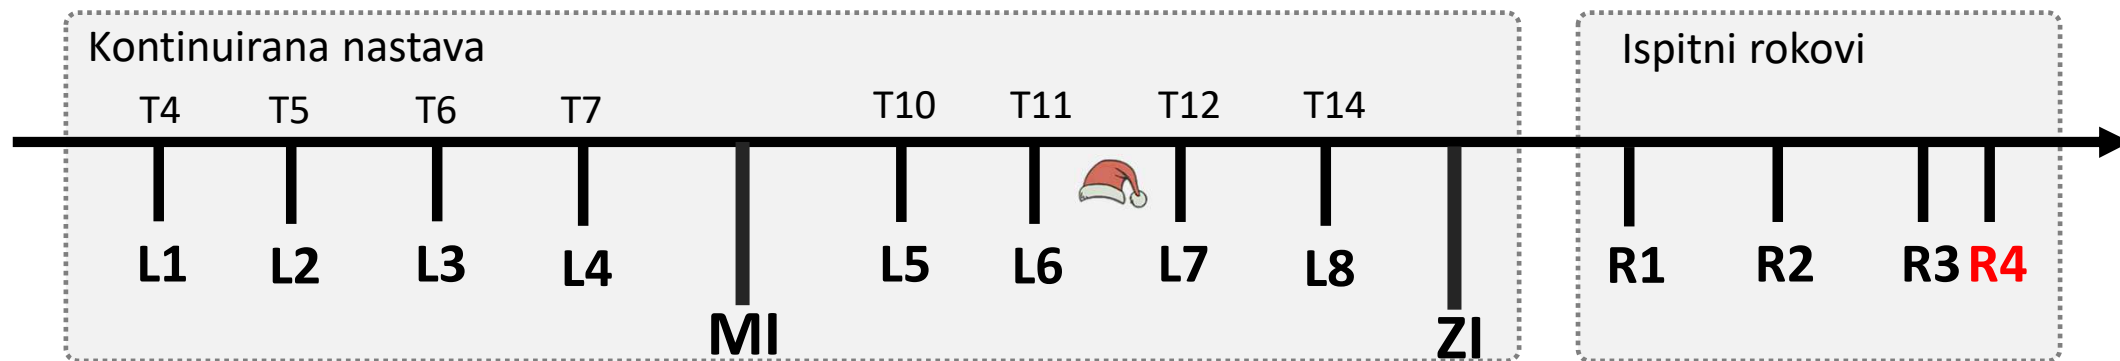 Kontinuirana nastava
Ispitni rokovi
T4 T5 T6 T7 T10 T11 T12 T14
L1 L2 L3 L4 L5 L6 L7 L8 R1 R2 R3 R4
MI ZI